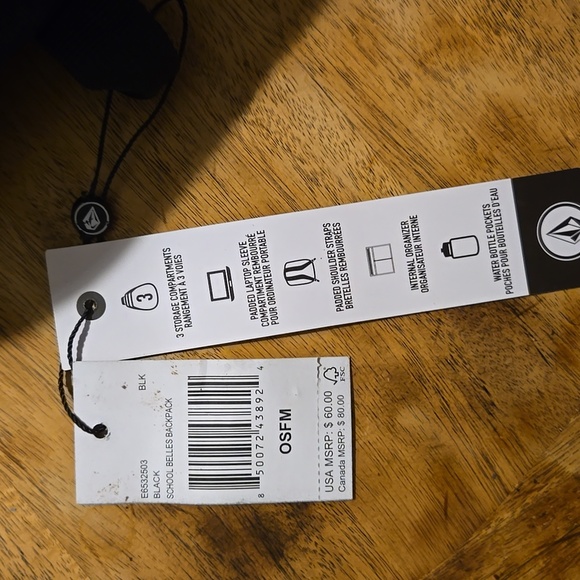 3
3 STORAGE COMPARTMENTS
RANGEMENT À 3 VOIES
PADDED LAPTOP SLEEVE
COMPARTIMENT REMBOURRÉ
POUR ORDINATEUR PORTABLE
PADDED SHOULDER STRAPS
BRETELLES REMBOURRÉES
INTERNAL ORGANIZER
ORGANISATEUR INTERNE
WATER BOTTLE POCKETS
POCHES POUR BOUTEILLES D'EAU
E6532503 BLK
BLACK
SCHOOL BELLES BACKPACK
8 50072 43892 4
OSFM
USA MSRP: $ 60.00
Canada MSRP: $ 80.00
FSC